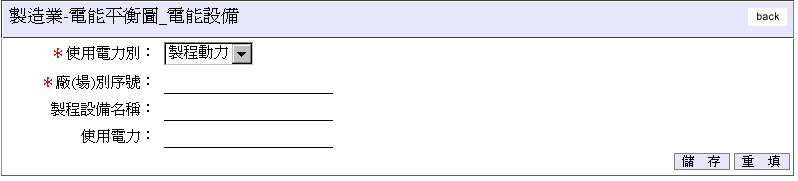 製造業-電能平衡圖_電能設備 back
*使用電力別： 製程動力
*廠(場)別序號：
製程設備名稱：
使用電力：
儲 存 重 填